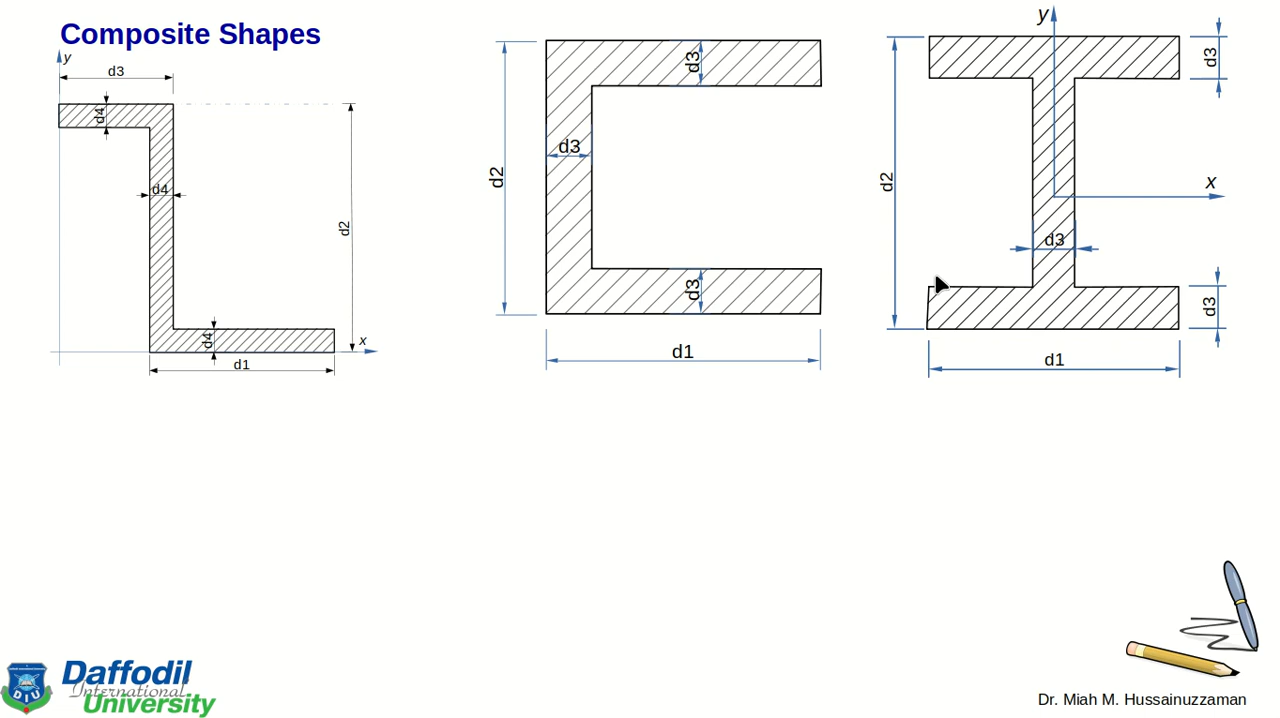 Composite Shapes
y
d3
d4
d4
d2
d4
x
d1
d3
d3
d2
d3
d1
y
d3
d2
x
d3
d3
d1
DIU
Daffodil
International
University
Dr. Miah M. Hussainuzzaman